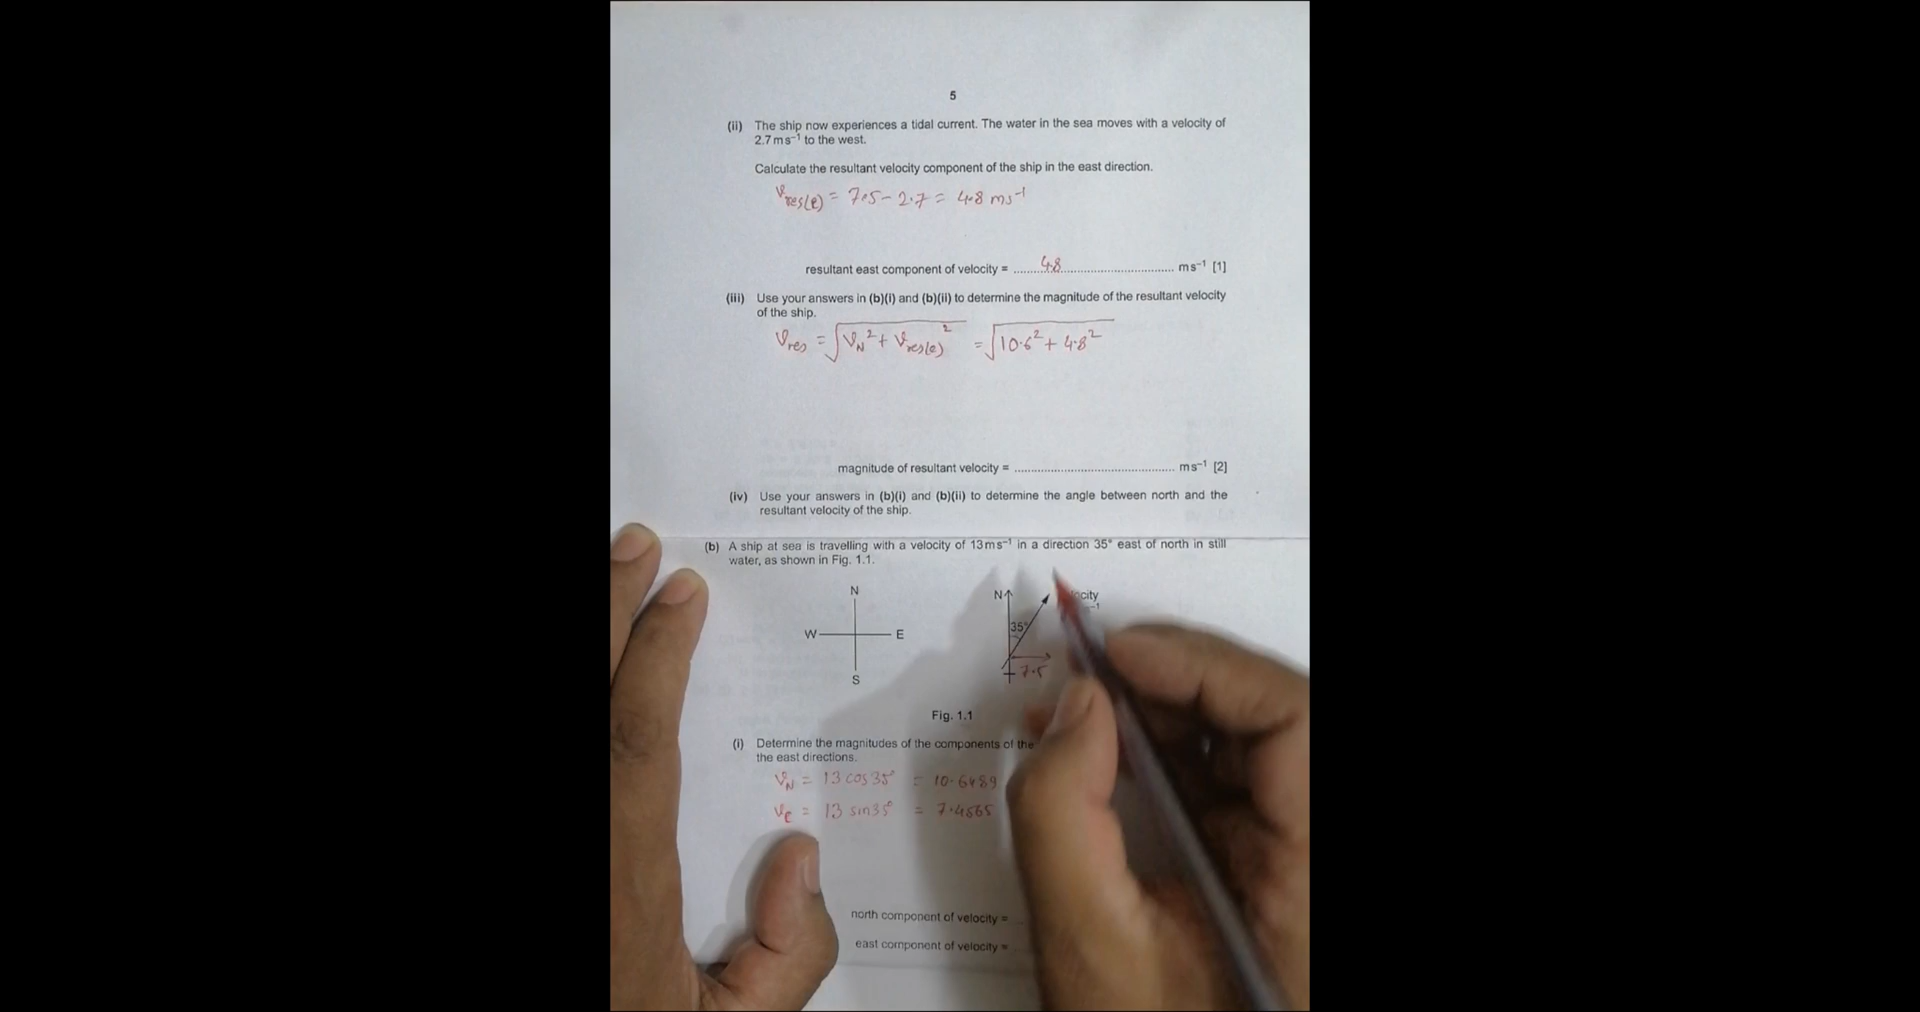 5
(ii) The ship now experiences a tidal current. The water in the sea moves with a velocity of
2.7 m s⁻¹ to the west.
Calculate the resultant velocity component of the ship in the east direction.
V res(e) = 7.5 - 2.7 = 4.8 ms⁻¹
resultant east component of velocity = 4.8 m s⁻¹ [1]
(iii) Use your answers in (b)(i) and (b)(ii) to determine the magnitude of the resultant velocity
of the ship.
V res = √(V_N² + V res(e)²) = √(10.6² + 4.8²)
magnitude of resultant velocity = .......................................... m s⁻¹ [2]
(iv) Use your answers in (b)(i) and (b)(ii) to determine the angle between north and the
resultant velocity of the ship.
(b) A ship at sea is travelling with a velocity of 13 m s⁻¹ in a direction 35° east of north in still
water, as shown in Fig. 1.1.
N
W E
S
N
35°
7.5
Fig. 1.1
(i) Determine the magnitudes of the components of the
the east directions.
V_N = 13 cos 35° = 10.6489
V_E = 13 sin 35° = 7.4565
north component of velocity =
east component of velocity =